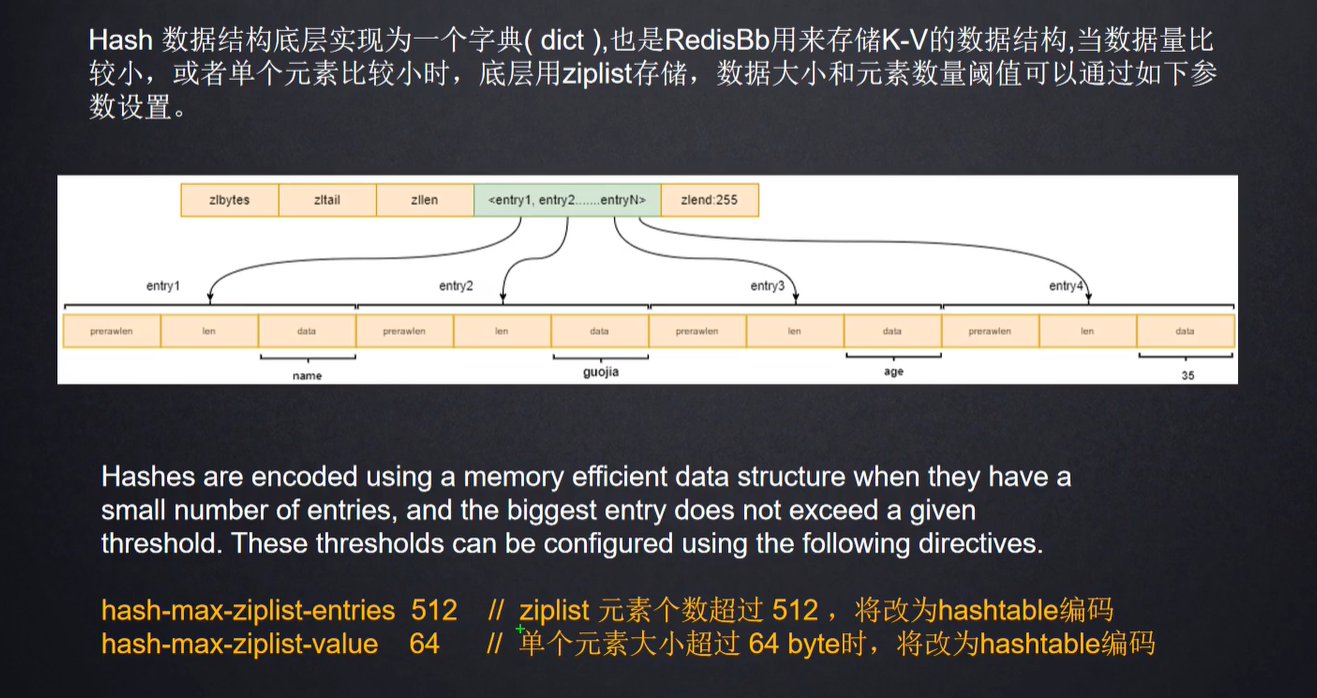 Hash 数据结构底层实现为一个字典( dict ),也是RedisBb用来存储K-V的数据结构,当数据量比
较小，或者单个元素比较小时，底层用ziplist存储，数据大小和元素数量阈值可以通过如下参
数设置。
zlbytes zltail zllen <entry1, entry2.......entryN> zlend:255
entry1 entry2 entry3 entry4
prerawlen len data prerawlen len data prerawlen len data prerawlen len data
name guojia age 35
Hashes are encoded using a memory efficient data structure when they have a
small number of entries, and the biggest entry does not exceed a given
threshold. These thresholds can be configured using the following directives.
hash-max-ziplist-entries 512 // ziplist 元素个数超过 512 ，将改为hashtable编码
hash-max-ziplist-value 64 // 单个元素大小超过 64 byte时，将改为hashtable编码